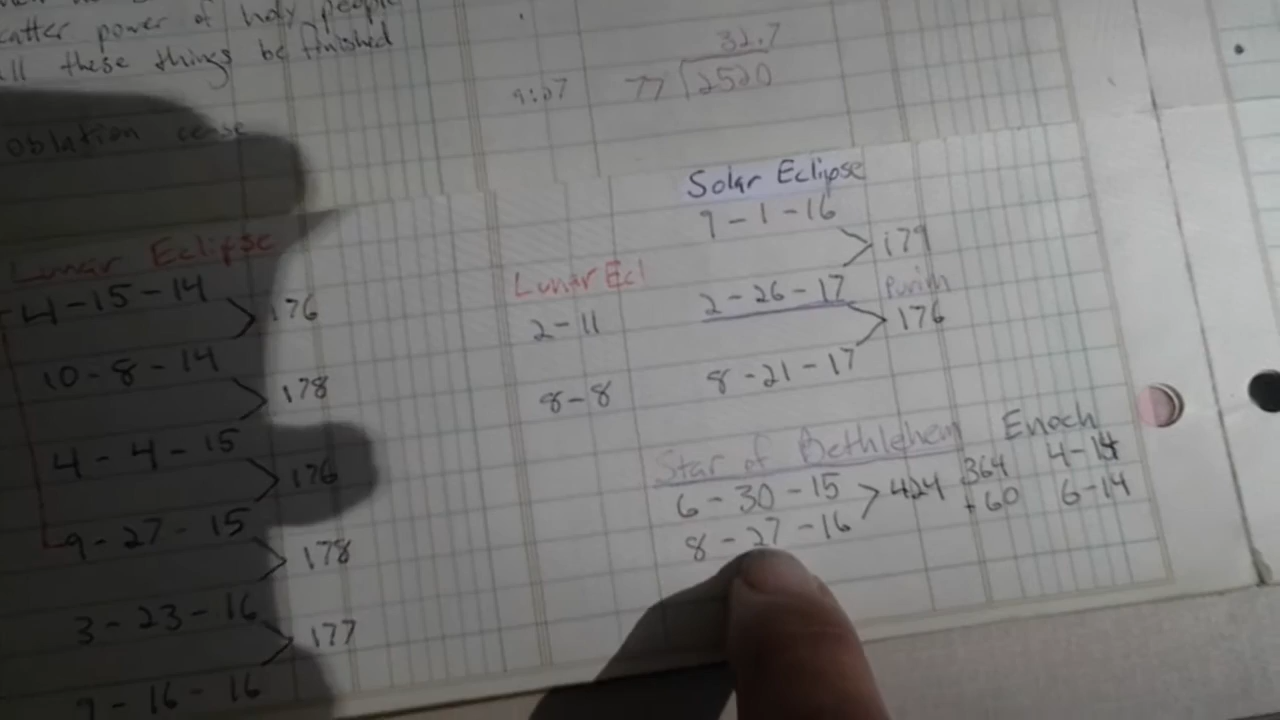 catter power of holy people
all these things be finished
oblation cease
32.7
9:27 77 2520
Lunar Eclipse
4-15-14
176
10-8-14
178
4-4-15
176
9-27-15
178
3-23-16
177
9-16-16
Lunar Ecl
2-11
8-8
Solar Eclipse
9-1-16
179
2-26-17 Purim
176
8-21-17
Star of Bethlehem Enoch
6-30-15 > 424 364 4-14
8-27-16 +60 6-14